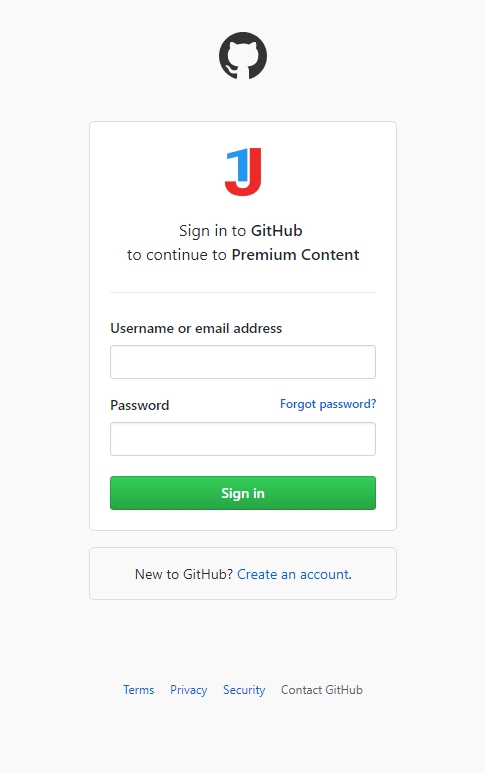 1J
Sign in to GitHub
to continue to Premium Content
Username or email address
Password Forgot password?
Sign in
New to GitHub? Create an account.
Terms Privacy Security Contact GitHub